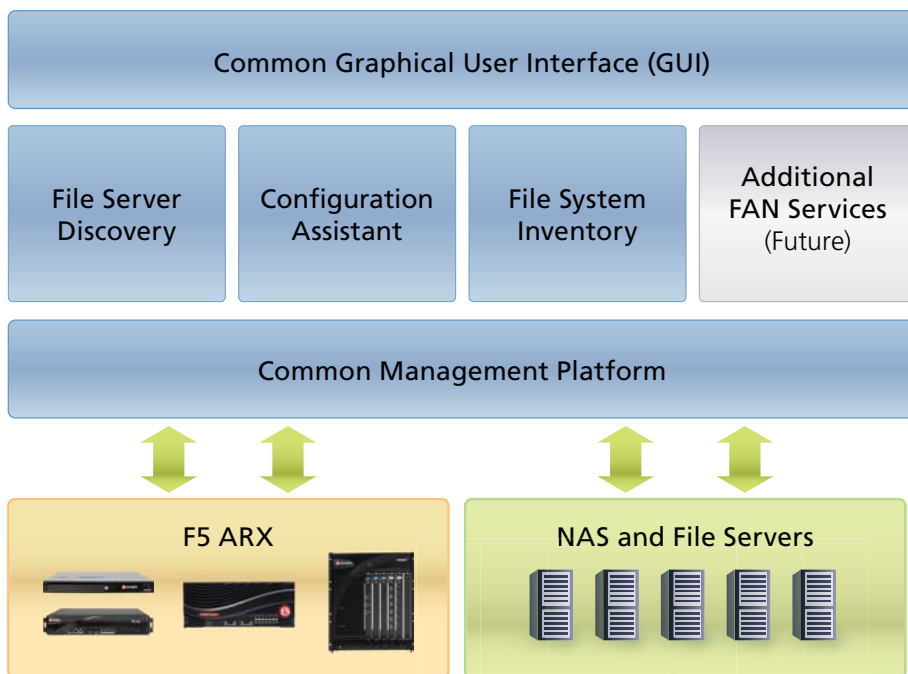 Common Graphical User Interface (GUI)
File Server
Discovery
Configuration
Assistant
File System
Inventory
Additional
FAN Services
(Future)
Common Management Platform
F5 ARX
NAS and File Servers